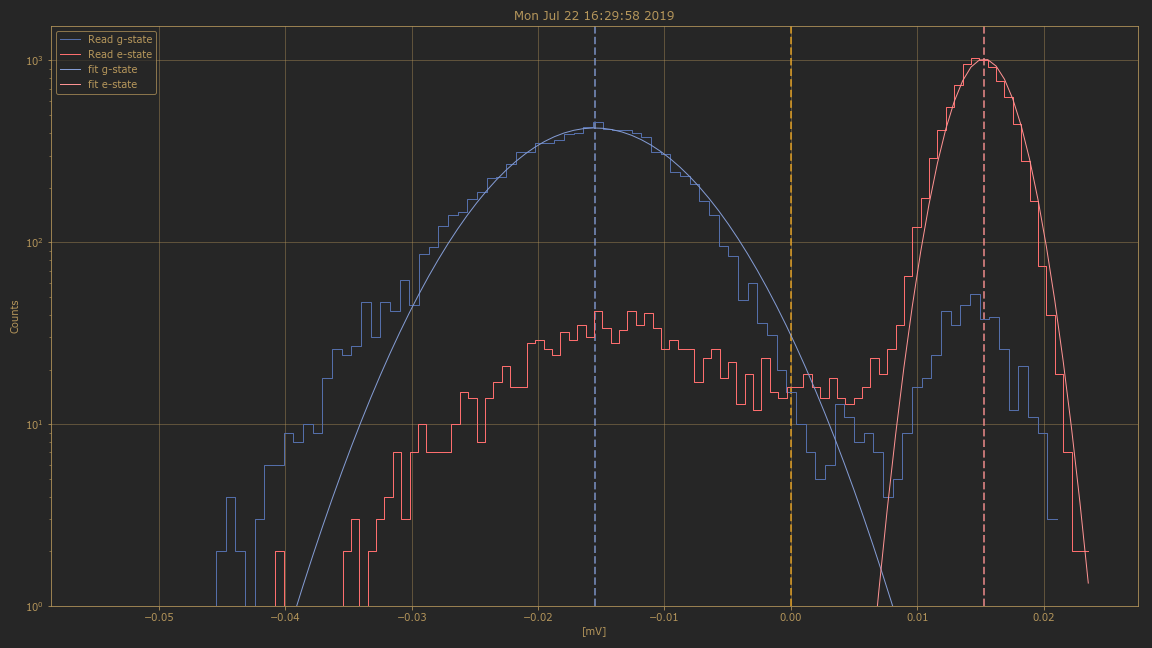 Mon Jul 22 16:29:58 2019
Read g-state
Read e-state
fit g-state
fit e-state
10³
10²
10¹
10⁰
Counts
−0.05 −0.04 −0.03 −0.02 −0.01 0.00 0.01 0.02
[mV]